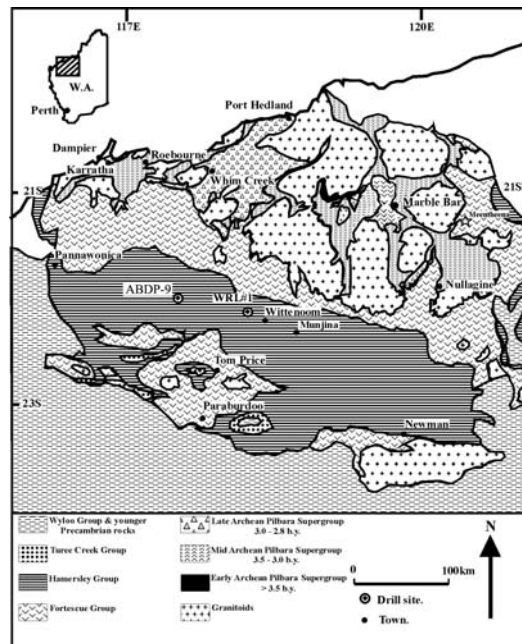 117E
120E
W.A.
Perth
Port Hedland
Dampier
Roebourne
Karratha
21S
Whim Creek
21S
Marble Bar
Pannawonica
ABDP-9
WRL#1
Nullagine
Wittenoom
Munjina
Tom Price
23S
Paraburdoo
Newman
Wyloo Group & younger
Precambrian rocks
Turee Creek Group
Hamersley Group
Fortescue Group
Late Archean Pilbara Supergroup
3.0 - 2.8 b.y.
Mid Archean Pilbara Supergroup
3.5 - 3.0 b.y.
Early Archean Pilbara Supergroup
> 3.5 b.y.
Granitoids
N
0 100km
Drill site.
Town.